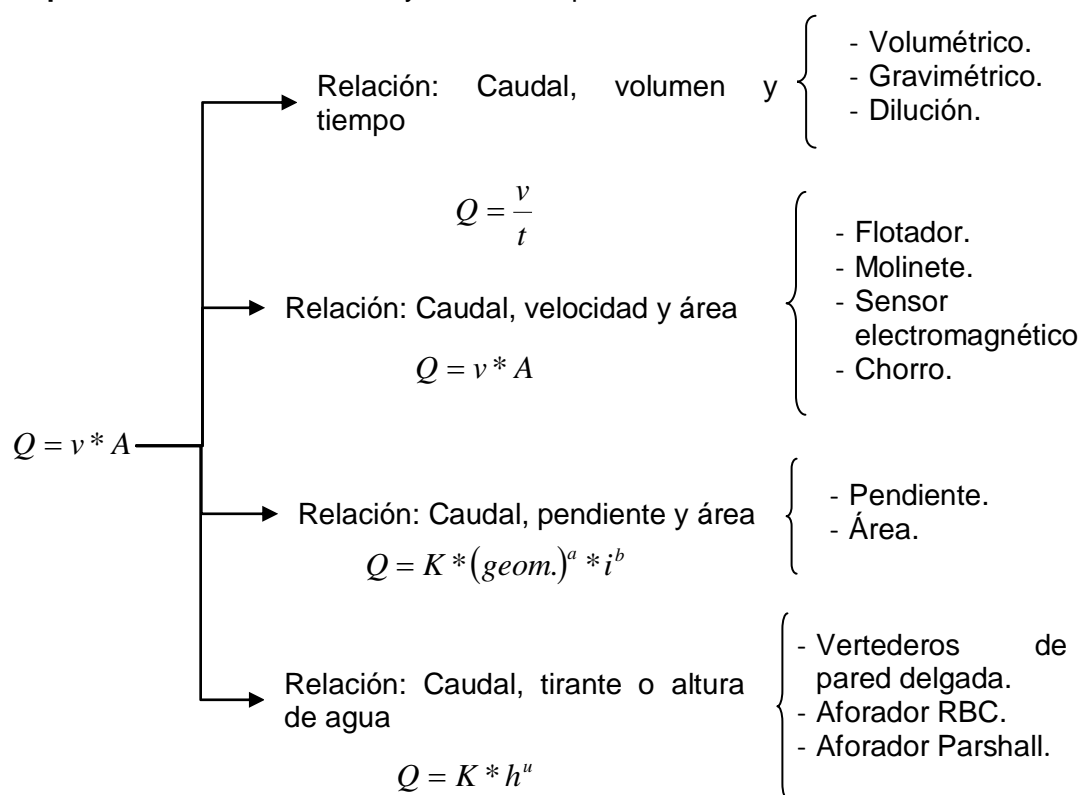 Relación: Caudal, volumen y
tiempo
- Volumétrico.
- Gravimétrico.
- Dilución.
Q = v/t
Relación: Caudal, velocidad y área
Q = v * A
- Flotador.
- Molinete.
- Sensor
electromagnético
- Chorro.
Q = v * A
Relación: Caudal, pendiente y área
Q = K * (geom.)^a * i^b
- Pendiente.
- Área.
Relación: Caudal, tirante o altura
de agua
Q = K * h^u
- Vertederos de
pared delgada.
- Aforador RBC.
- Aforador Parshall.